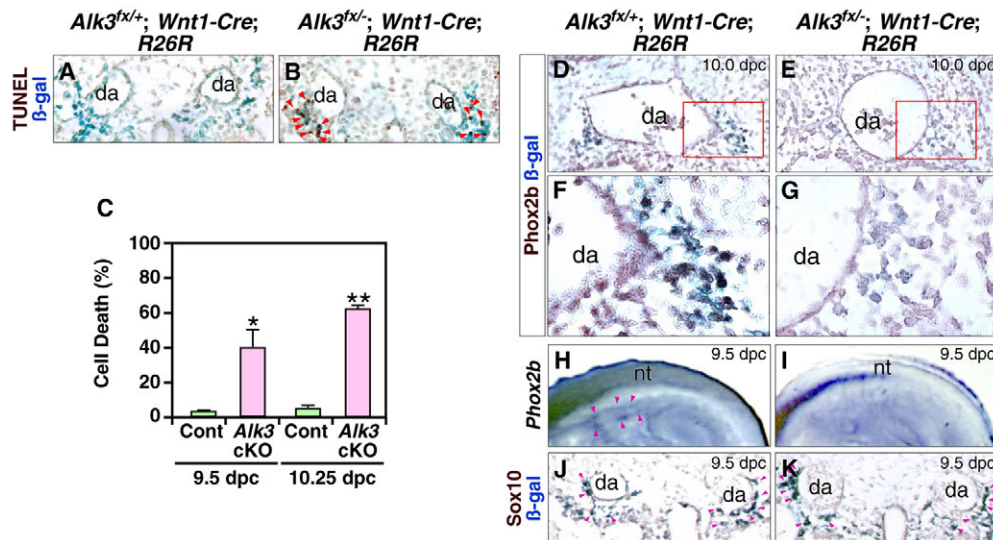 Alk3fx/+; Wnt1-Cre;
R26R
Alk3fx/-; Wnt1-Cre;
R26R
TUNEL
ß-gal
A
da
da
B
da
da
C
Cell Death (%)
100
80
60
40
20
0
*
**
Cont
Alk3
cKO
Cont
Alk3
cKO
9.5 dpc
10.25 dpc
Alk3fx/+; Wnt1-Cre;
R26R
Alk3fx/-; Wnt1-Cre;
R26R
Phox2b ß-gal
D
10.0 dpc
da
E
10.0 dpc
da
F
da
G
da
Phox2b
H
9.5 dpc
nt
I
9.5 dpc
nt
Sox10
ß-gal
J
9.5 dpc
da
da
K
9.5 dpc
da
da